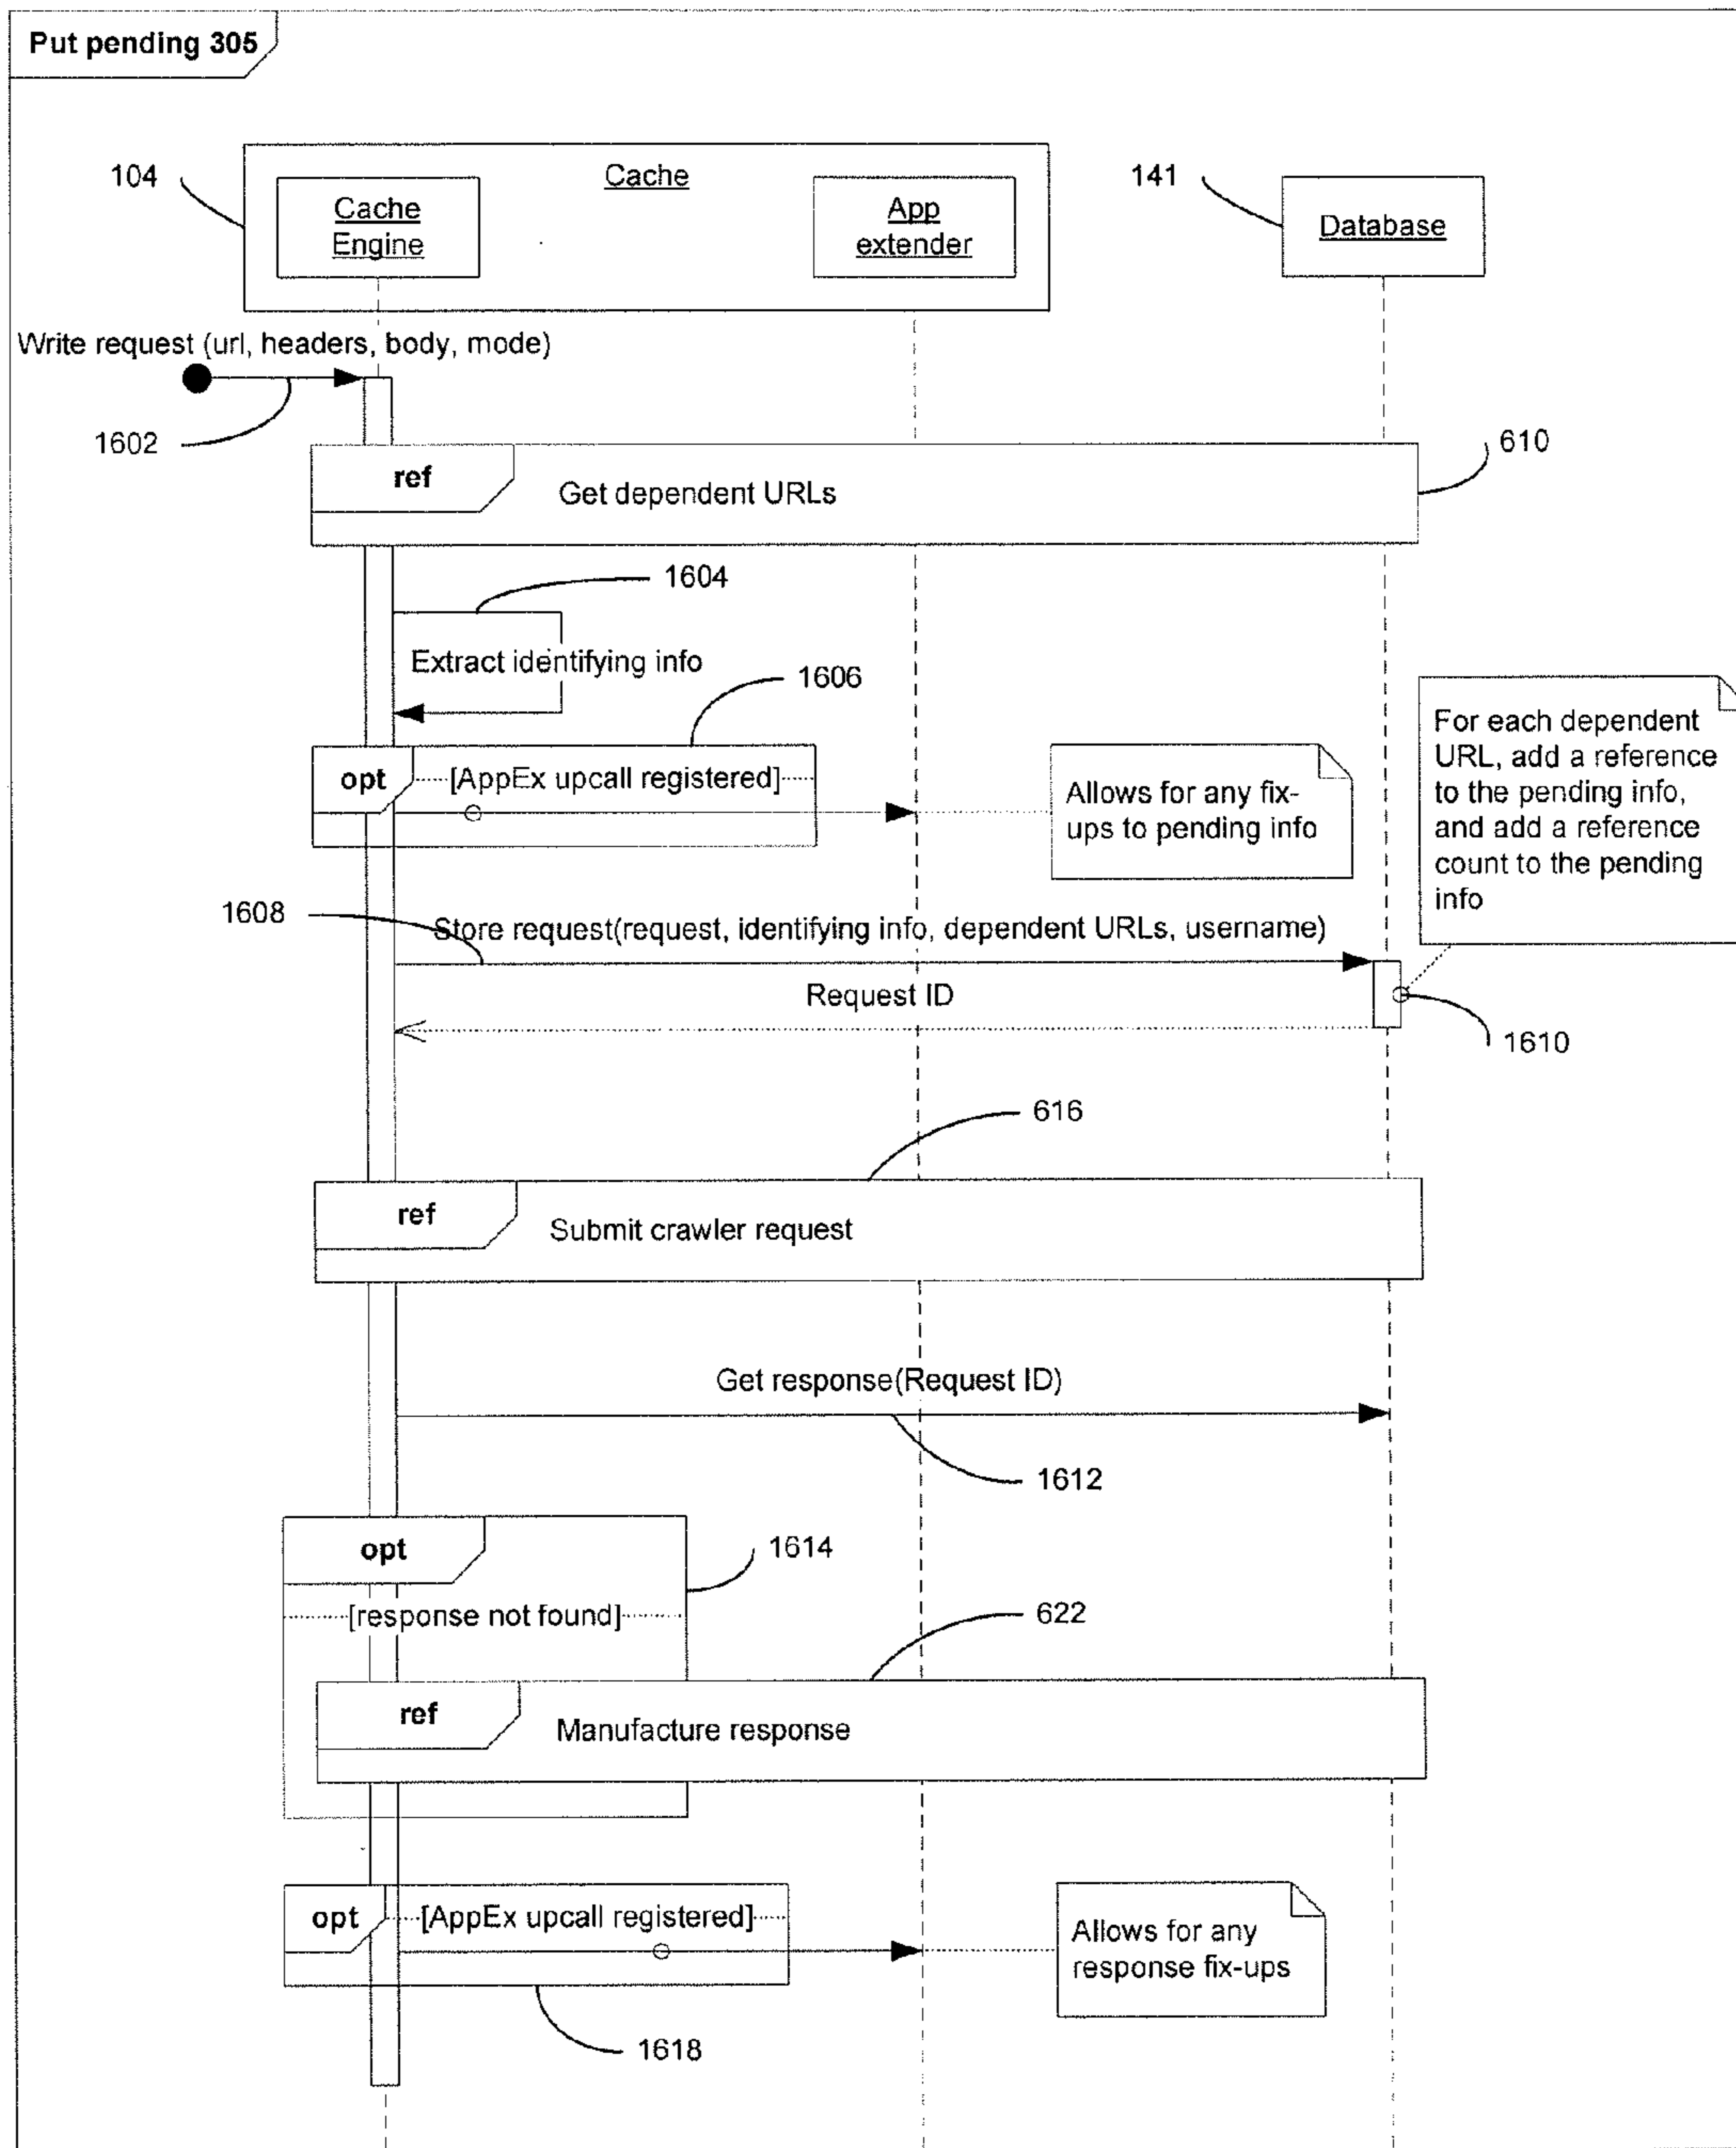 Put pending 305
104
Cache
Cache
Engine
App
extender
141
Database
Write request (url, headers, body, mode)
1602
610
ref
Get dependent URLs
1604
Extract identifying info
1606
opt
[AppEx upcall registered]
Allows for any fix-
ups to pending info
For each dependent
URL, add a reference
to the pending info,
and add a reference
count to the pending
info
1608
Store request(request, identifying info, dependent URLs, username)
Request ID
1610
616
ref
Submit crawler request
Get response(Request ID)
1612
opt
1614
[response not found]
622
ref
Manufacture response
opt
[AppEx upcall registered]
Allows for any
response fix-ups
1618